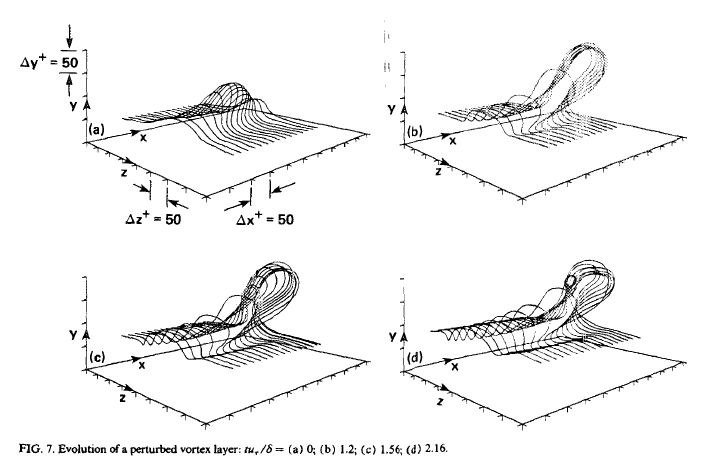 Δy⁺ = 50
y
(a)
x
z
Δz⁺ = 50
Δx⁺ = 50
y
(b)
x
z
y
(c)
x
z
y
(d)
x
z
FIG. 7. Evolution of a perturbed vortex layer: tuτ/δ = (a) 0; (b) 1.2; (c) 1.56; (d) 2.16.